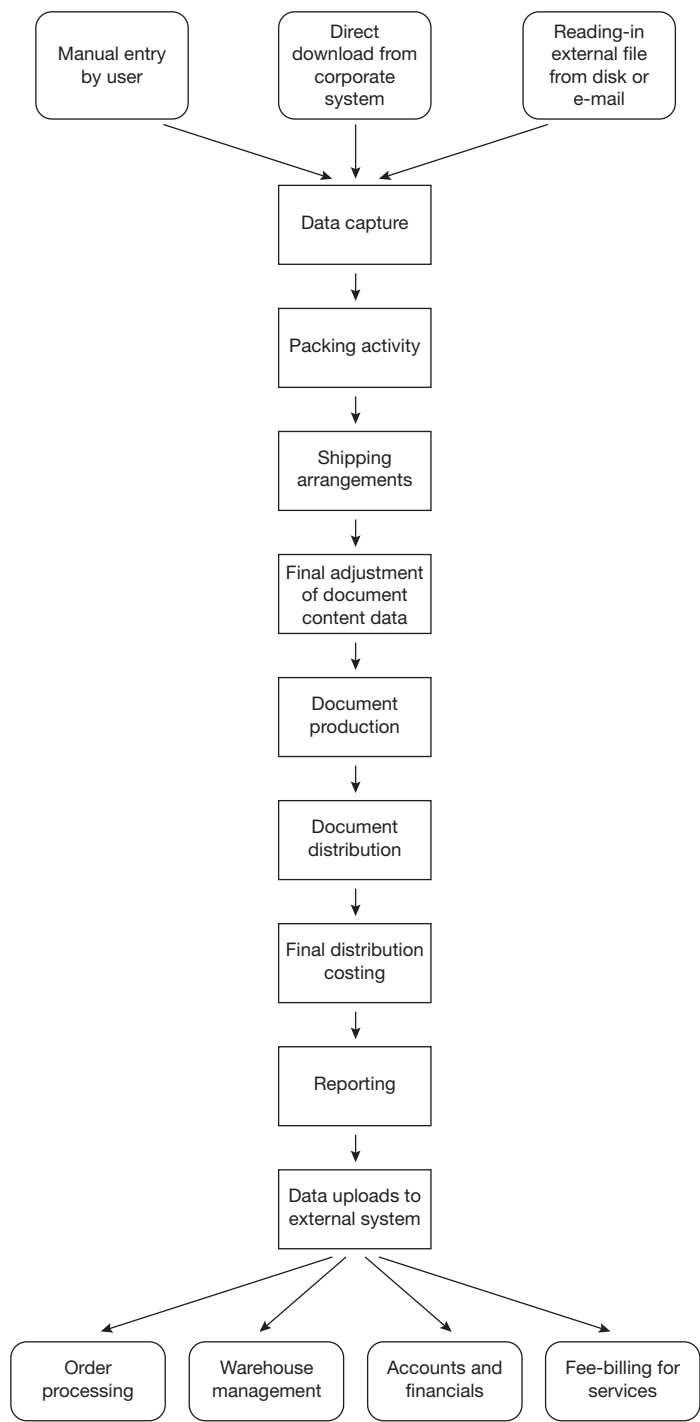 Manual entry
by user
Direct
download from
corporate
system
Reading-in
external file
from disk or
e-mail
Data capture
Packing activity
Shipping
arrangements
Final adjustment
of document
content data
Document
production
Document
distribution
Final distribution
costing
Reporting
Data uploads to
external system
Order
processing
Warehouse
management
Accounts and
financials
Fee-billing for
services